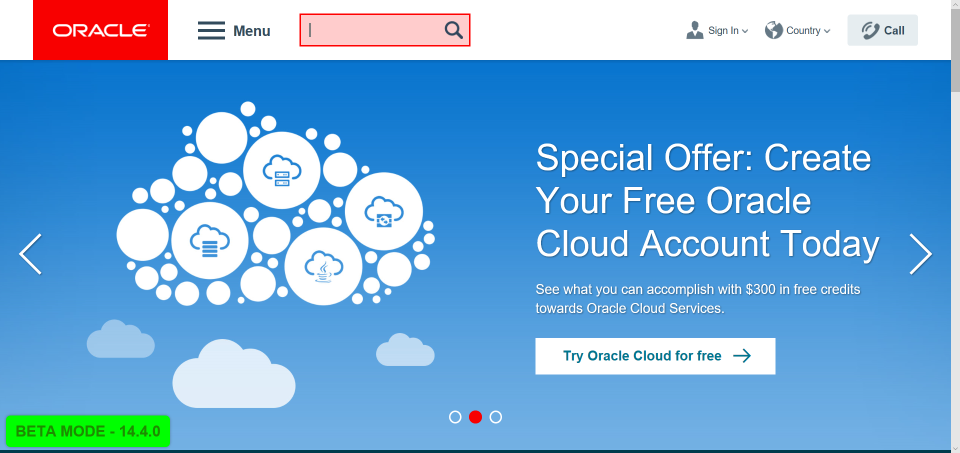 ORACLE
Menu
Sign In
Country
Call
Special Offer: Create
Your Free Oracle
Cloud Account Today
See what you can accomplish with $300 in free credits
towards Oracle Cloud Services.
Try Oracle Cloud for free
BETA MODE - 14.4.0